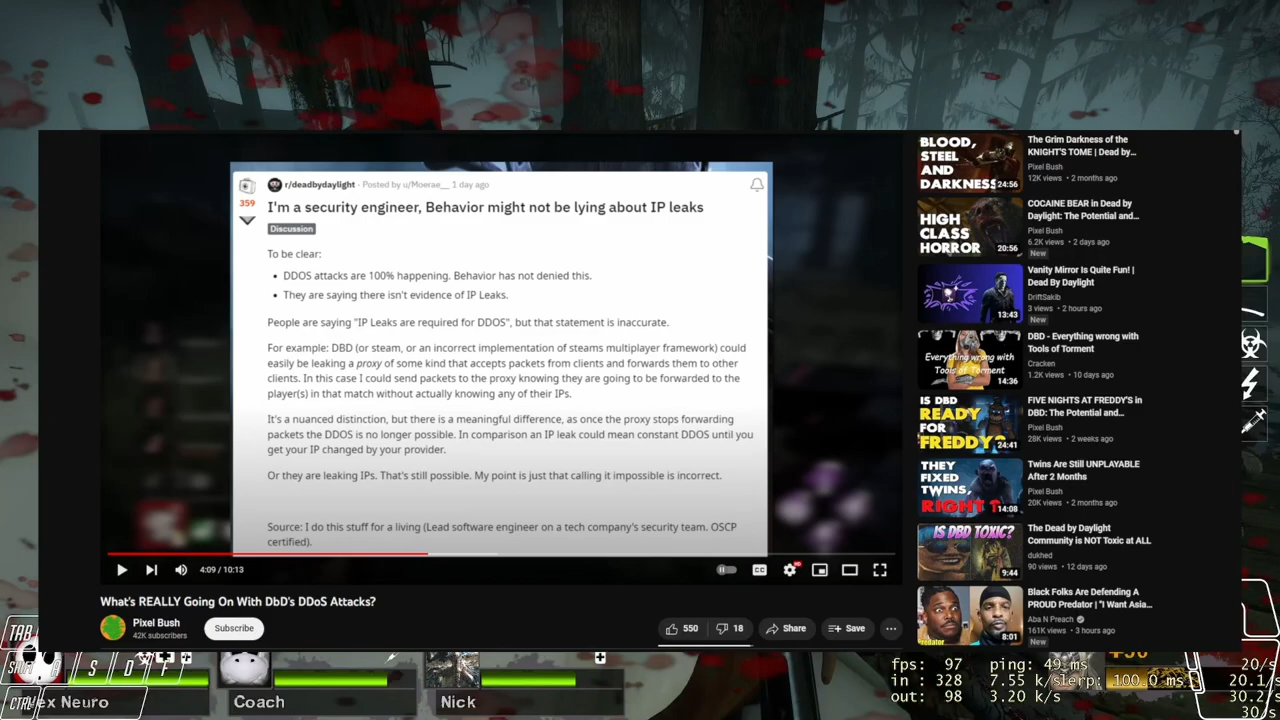 r/deadbydaylight · Posted by u/Moerae__ 1 day ago
359
I'm a security engineer, Behavior might not be lying about IP leaks
Discussion
To be clear:
• DDOS attacks are 100% happening. Behavior has not denied this.
• They are saying there isn't evidence of IP Leaks.
People are saying "IP Leaks are required for DDOS", but that statement is inaccurate.
For example: DBD (or steam, or an incorrect implementation of steams multiplayer framework) could
easily be leaking a proxy of some kind that accepts packets from clients and forwards them to other
clients. In this case I could send packets to the proxy knowing they are going to be forwarded to the
player(s) in that match without actually knowing any of their IPs.
It's a nuanced distinction, but there is a meaningful difference, as once the proxy stops forwarding
packets the DDOS is no longer possible. In comparison an IP leak could mean constant DDOS until you
get your IP changed by your provider.
Or they are leaking IPs. That's still possible. My point is just that calling it impossible is incorrect.
Source: I do this stuff for a living (Lead software engineer on a tech company's security team. OSCP
certified).
4:09 / 10:13
CC
HD
What's REALLY Going On With DbD's DDoS Attacks?
Pixel Bush
42K subscribers
Subscribe
550
18
Share
Save
BLOOD,
STEEL
AND
DARKNESS
24:56
The Grim Darkness of the
KNIGHT'S TOME | Dead by...
Pixel Bush
12K views • 2 months ago
HIGH
CLASS
HORROR
20:56
COCAINE BEAR in Dead by
Daylight: The Potential and...
Pixel Bush
6.2K views • 2 days ago
New
13:43
Vanity Mirror Is Quite Fun! |
Dead By Daylight
DriftSakib
3 views • 2 hours ago
New
Everything wrong with
Tools of Torment
14:36
DBD - Everything wrong with
Tools of Torment
Cracken
1.2K views • 10 days ago
IS DBD
READY
FOR
FREDDY?
24:41
FIVE NIGHTS AT FREDDY'S in
DBD: The Potential and...
Pixel Bush
28K views • 2 weeks ago
THEY
FIXED
TWINS,
RIGHT?
14:08
Twins Are Still UNPLAYABLE
After 2 Months
Pixel Bush
20K views • 2 months ago
IS DBD TOXIC?
9:44
The Dead by Daylight
Community is NOT Toxic at ALL
dukhed
90 views • 12 days ago
Predator
8:01
Black Folks Are Defending A
PROUD Predator | "I Want Asia...
Aba N Preach
161K views • 3 hours ago
New
TAB
A S D F
CTRL
ex Neuro
Coach
Nick
fps: 97 ping: 49 ms
in : 328 7.55 k/s lerp: 100.0 ms
out: 98 3.20 k/s
20/s
20.1/s
30.2/s
30/s